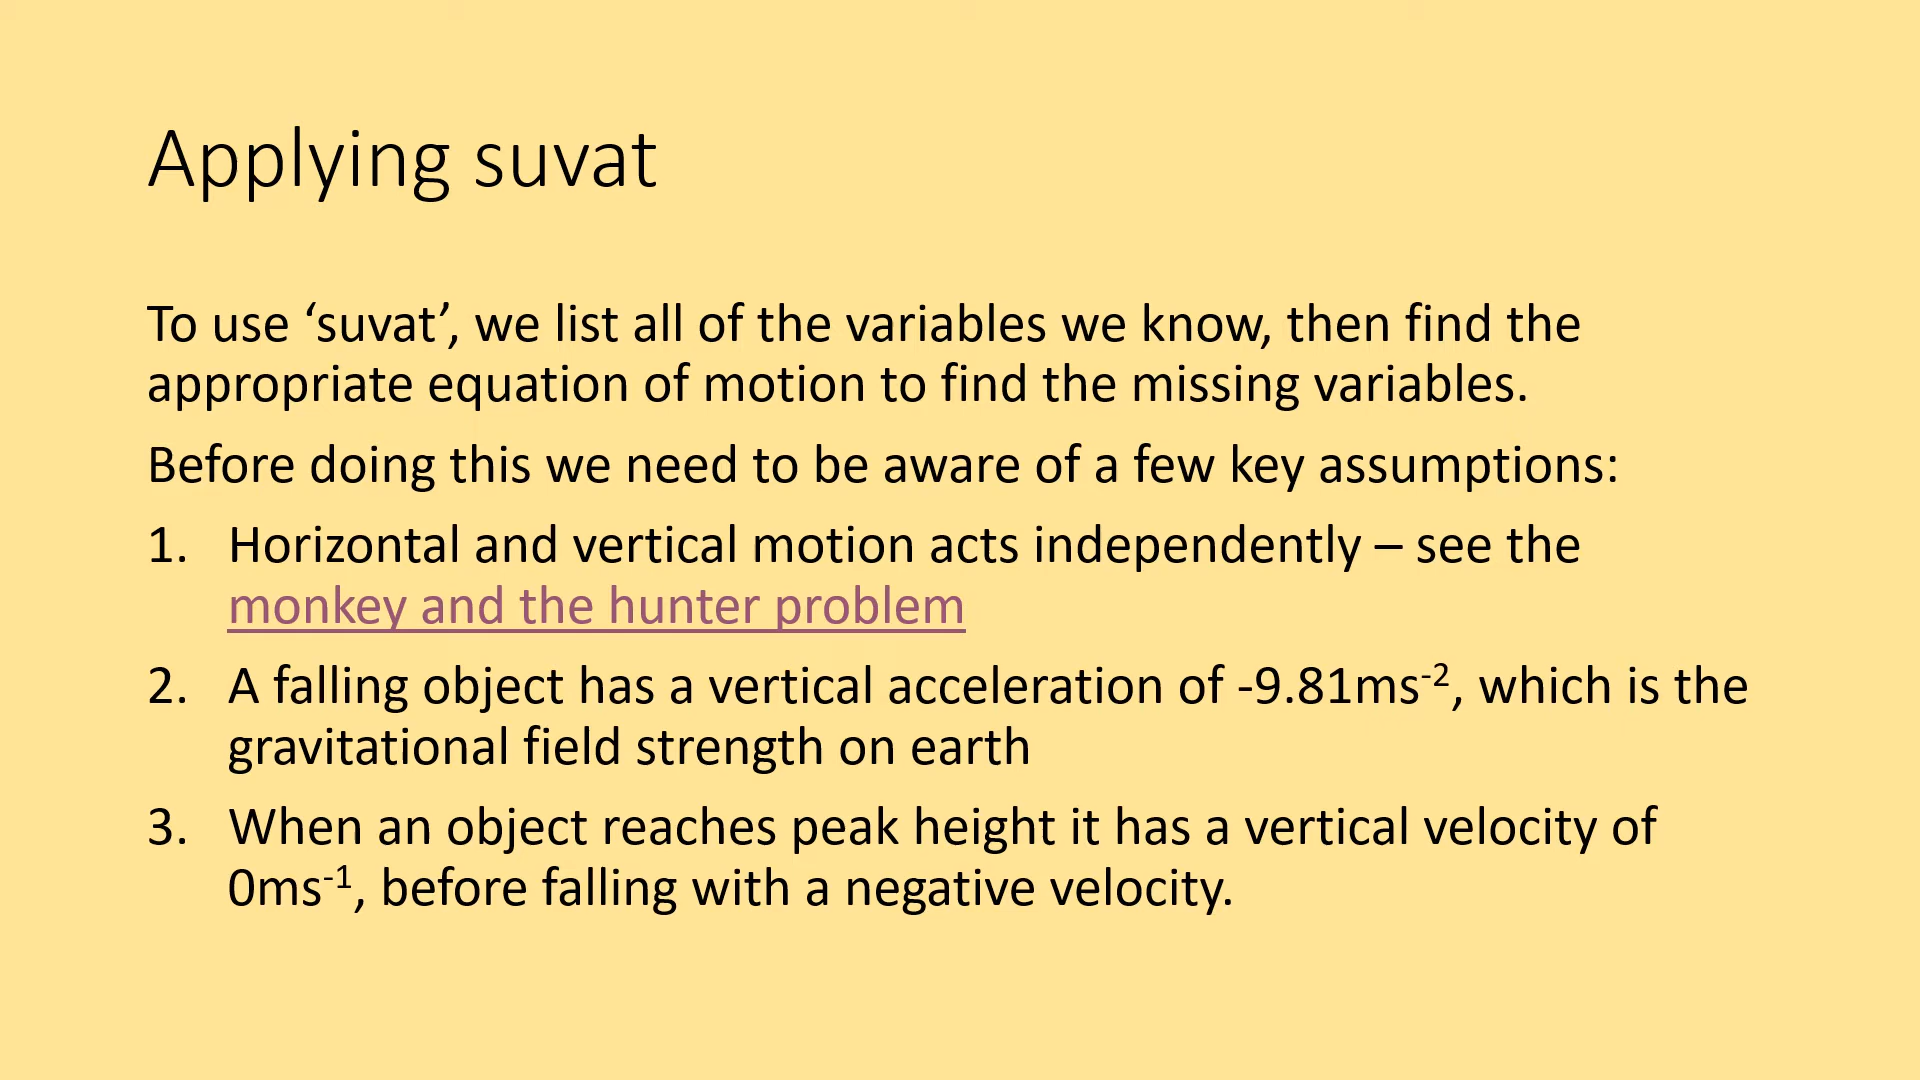 Applying suvat
To use ‘suvat’, we list all of the variables we know, then find the
appropriate equation of motion to find the missing variables.
Before doing this we need to be aware of a few key assumptions:
1. Horizontal and vertical motion acts independently – see the
monkey and the hunter problem
2. A falling object has a vertical acceleration of -9.81ms⁻², which is the
gravitational field strength on earth
3. When an object reaches peak height it has a vertical velocity of
0ms⁻¹, before falling with a negative velocity.